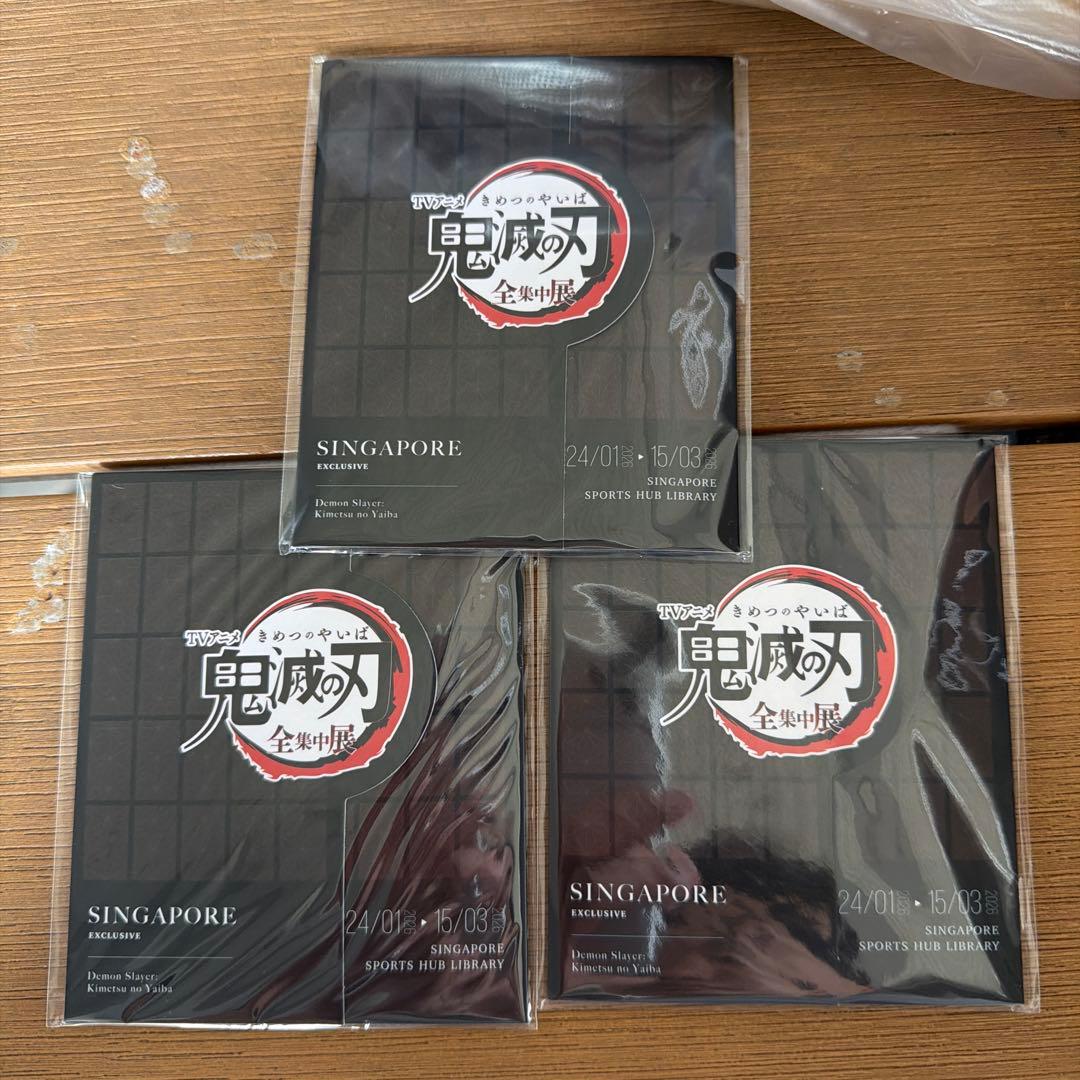 TVアニメ
きめつのやいば
鬼滅の刃
全集中展
SINGAPORE
EXCLUSIVE
Demon Slayer:
Kimetsu no Yaiba
24/01 2026 ▸ 15/03 2026
SINGAPORE
SPORTS HUB LIBRARY
TVアニメ
きめつのやいば
鬼滅の刃
全集中展
SINGAPORE
EXCLUSIVE
Demon Slayer:
Kimetsu no Yaiba
24/01 2026 ▸ 15/03 2026
SINGAPORE
SPORTS HUB LIBRARY
TVアニメ
きめつのやいば
鬼滅の刃
全集中展
SINGAPORE
EXCLUSIVE
Demon Slayer:
Kimetsu no Yaiba
24/01 2026 ▸ 15/03 2026
SINGAPORE
SPORTS HUB LIBRARY